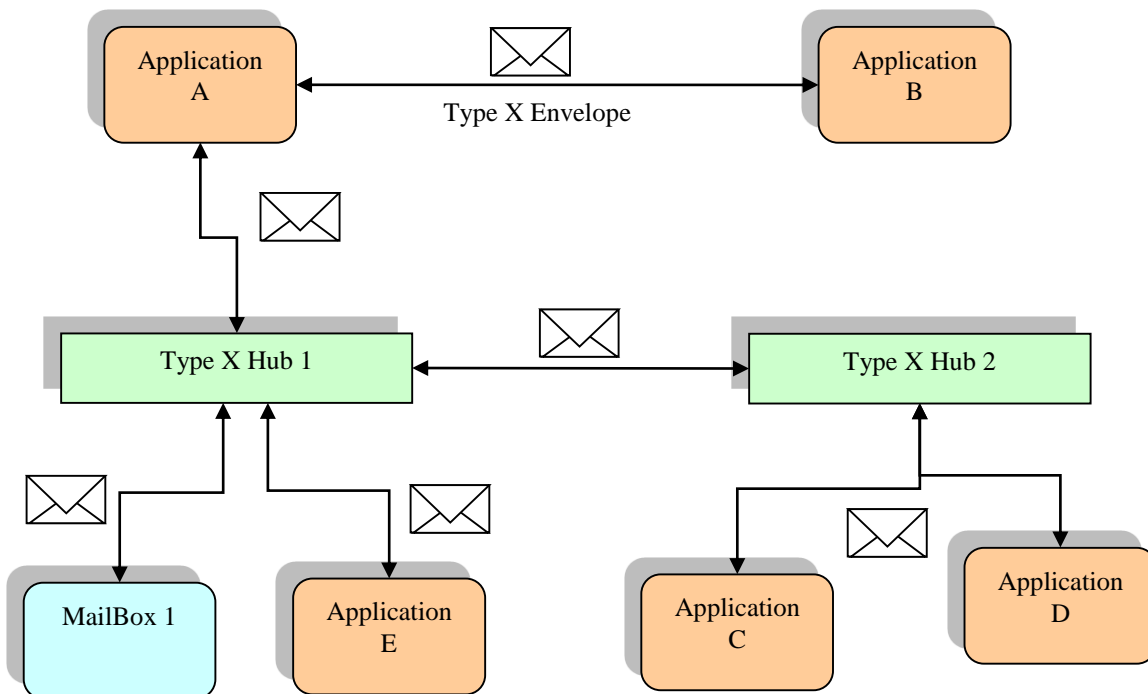 Application
A
Application
B
Type X Envelope
Type X Hub 1
Type X Hub 2
MailBox 1
Application
E
Application
C
Application
D